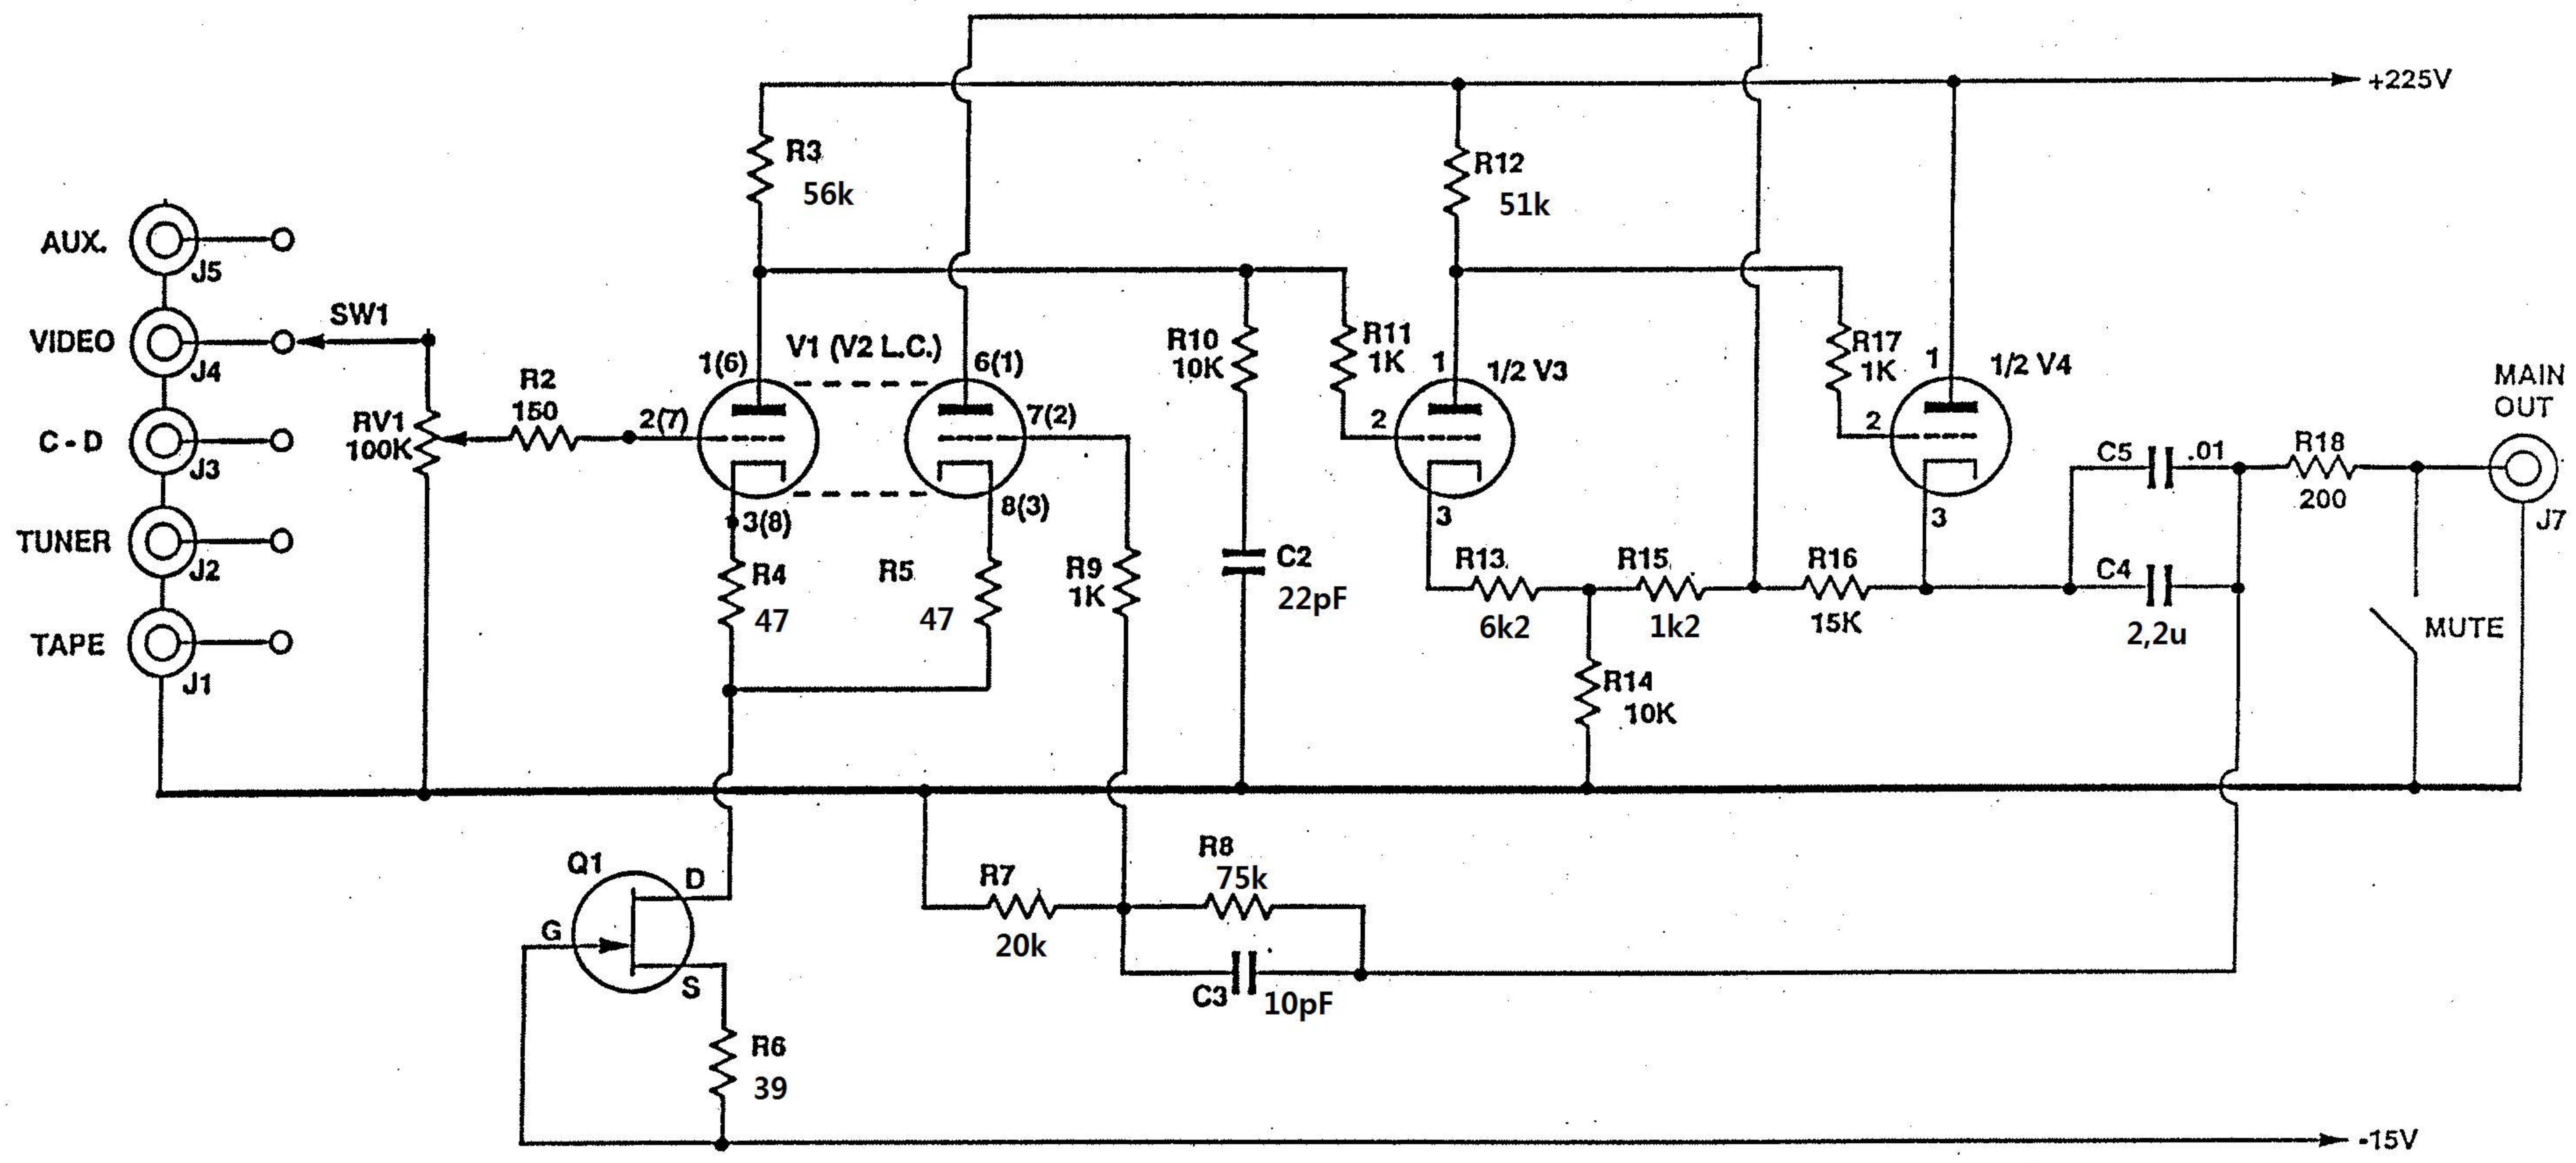 +225V
R3
56k
R12
51k
AUX.
J5
VIDEO
J4
SW1
C - D
J3
TUNER
J2
TAPE
J1
RV1
100K
R2
150
2(7)
1(6)
V1 (V2 L.C.)
6(1)
7(2)
3(8)
8(3)
R4
47
R5
47
R9
1K
R10
10K
C2
22pF
R11
1K
1
1/2 V3
2
3
R13
6k2
R15
1k2
R14
10K
R16
15K
R17
1K
1
1/2 V4
2
3
C5
.01
C4
2,2u
R18
200
MAIN
OUT
J7
MUTE
Q1
D
G
S
R6
39
R7
20k
R8
75k
C3
10pF
-15V